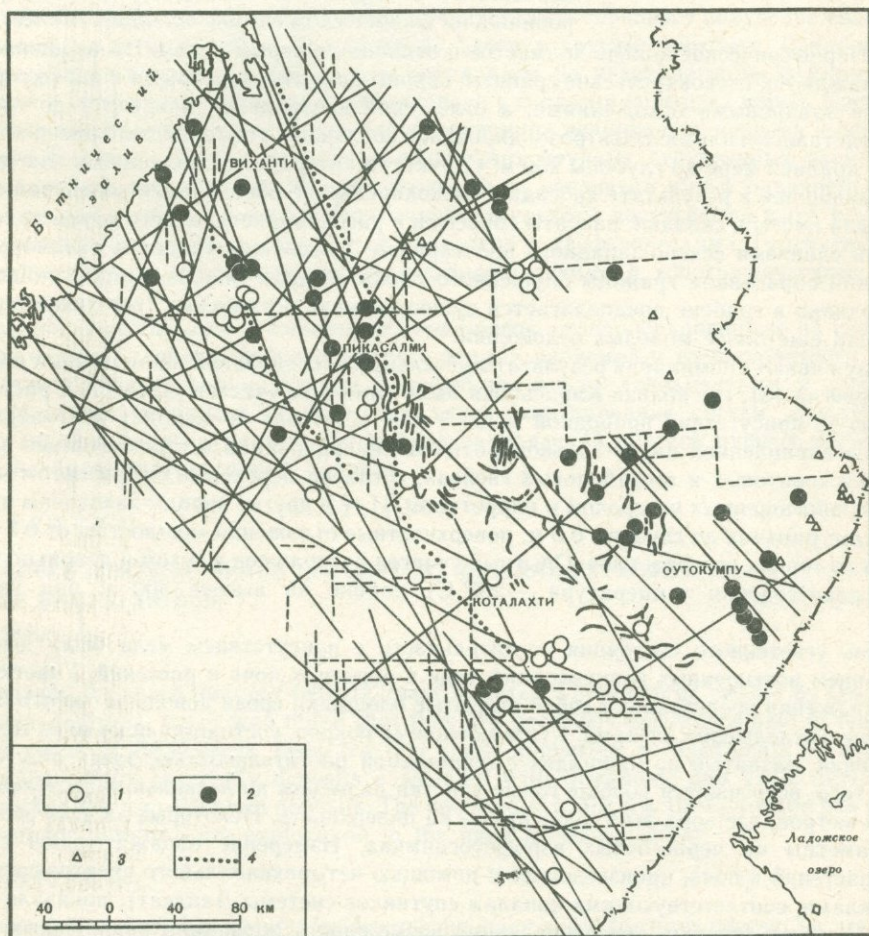 Ботнический
залив
ВИХАНТИ
ПИКАСАЛМИ
ОУТОКУМПУ
КОТАЛАХТИ
1 2
3 4
40 0 40 80 км
Ладожское
озеро